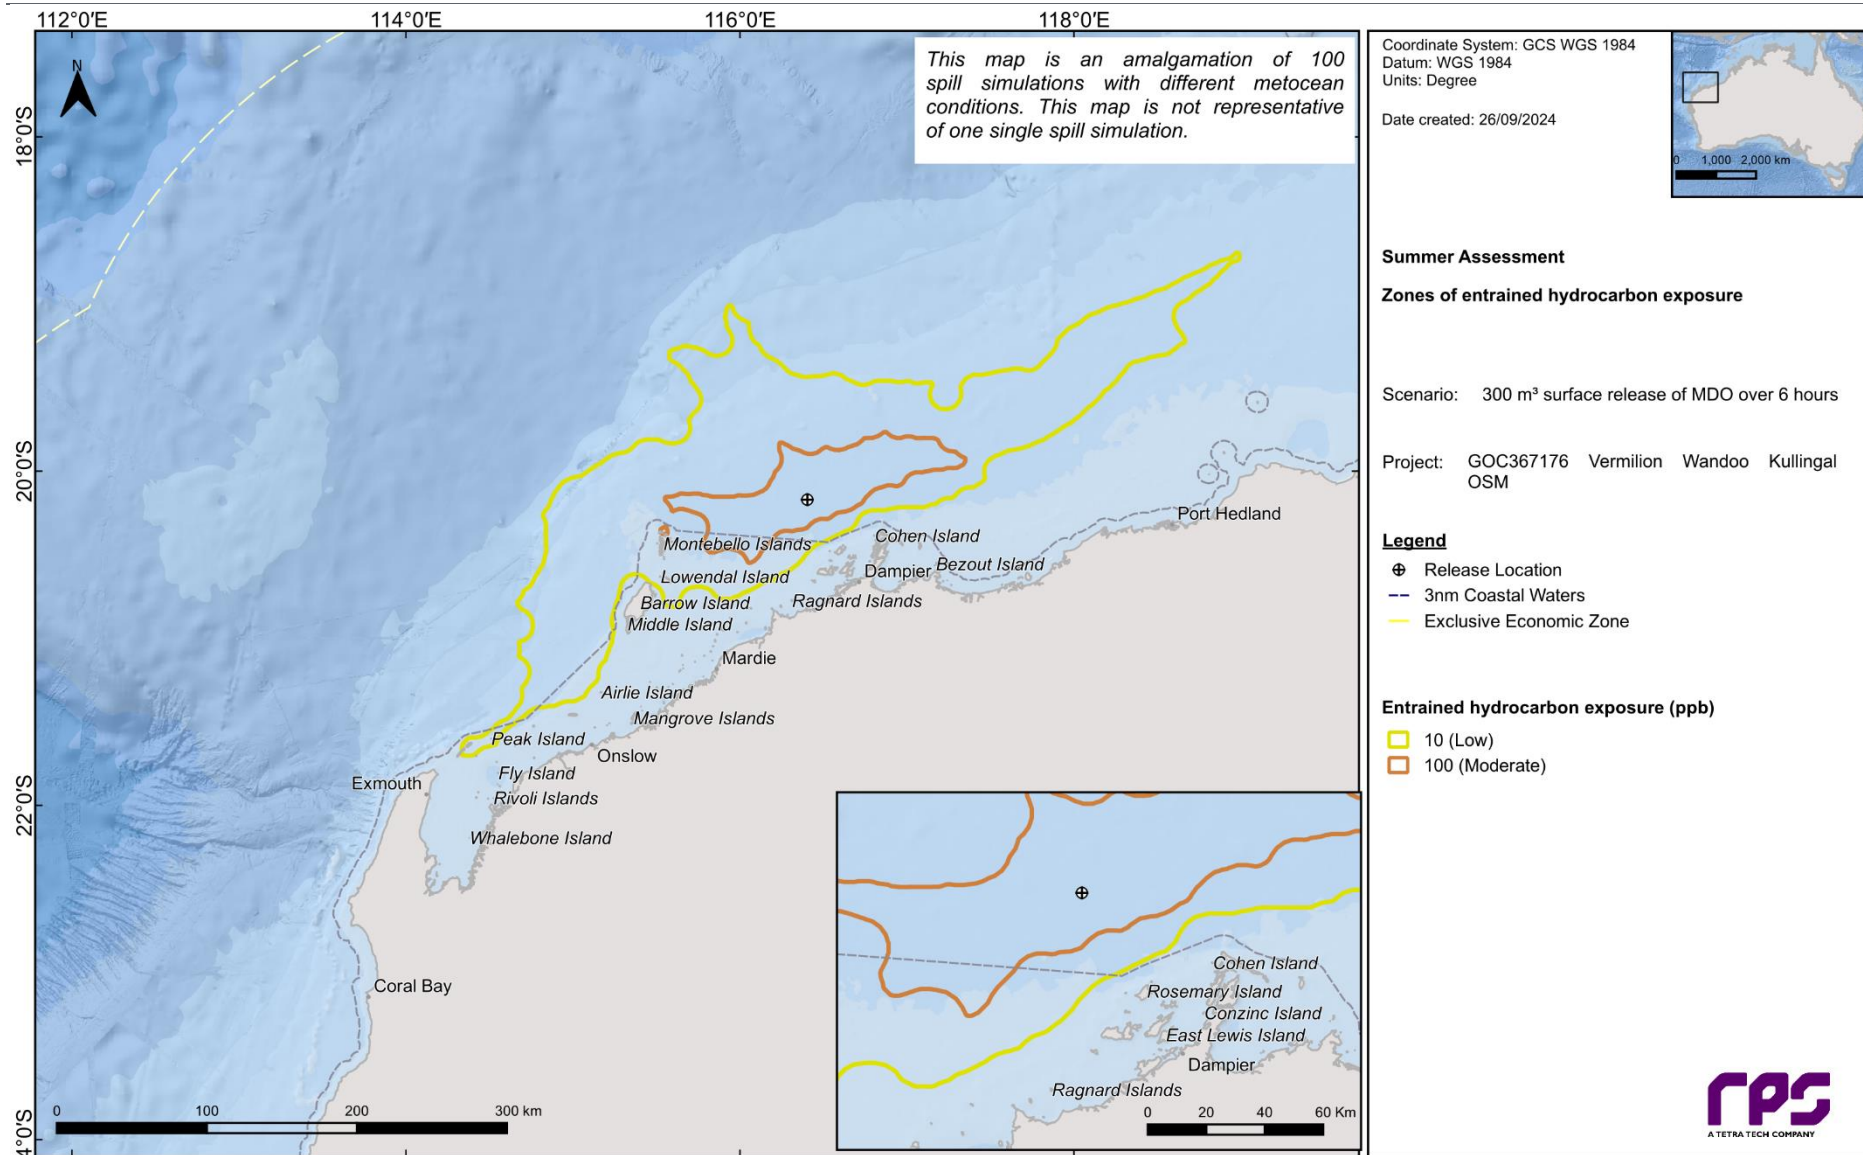 112°0'E 114°0'E 116°0'E 118°0'E
18°0'S
20°0'S
22°0'S
4°0'S
N
This map is an amalgamation of 100
spill simulations with different metocean
conditions. This map is not representative
of one single spill simulation.
Port Hedland
Cohen Island
Montebello Islands
Bezout Island
Dampier
Lowendal Island
Ragnard Islands
Barrow Island
Middle Island
Mardie
Airlie Island
Mangrove Islands
Peak Island
Onslow
Fly Island
Exmouth
Rivoli Islands
Whalebone Island
Coral Bay
0 100 200 300 km
Cohen Island
Rosemary Island
Conzinc Island
East Lewis Island
Dampier
Ragnard Islands
0 20 40 60 Km
Coordinate System: GCS WGS 1984
Datum: WGS 1984
Units: Degree
Date created: 26/09/2024
0 1,000 2,000 km
Summer Assessment
Zones of entrained hydrocarbon exposure
Scenario: 300 m³ surface release of MDO over 6 hours
Project: GOC367176 Vermilion Wandoo Kullingal
OSM
Legend
Release Location
3nm Coastal Waters
Exclusive Economic Zone
Entrained hydrocarbon exposure (ppb)
10 (Low)
100 (Moderate)
rps
A TETRA TECH COMPANY